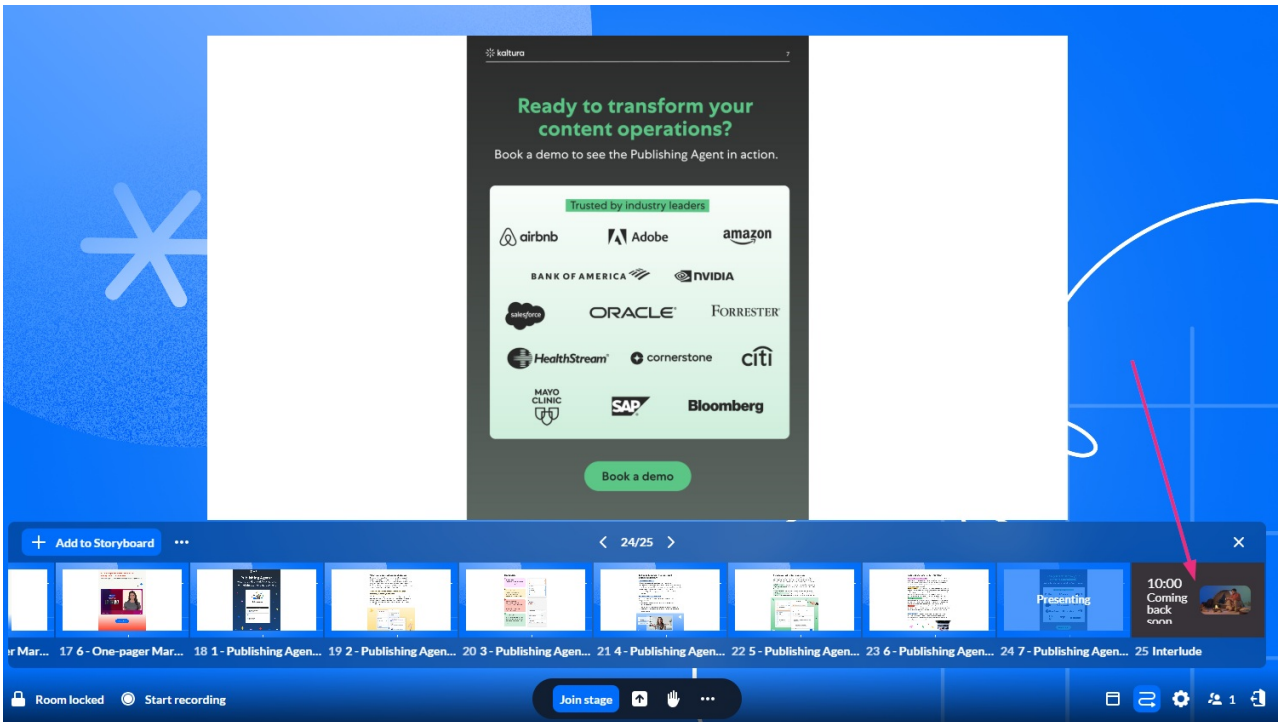 kaltura
7
Ready to transform your
content operations?
Book a demo to see the Publishing Agent in action.
Trusted by industry leaders
airbnb
Adobe
amazon
BANK OF AMERICA
NVIDIA
salesforce
ORACLE
FORRESTER
HealthStream
cornerstone
citi
MAYO
CLINIC
SAP
Bloomberg
Book a demo
Add to Storyboard
24/25
Presenting
10:00
Coming
back
soon
r Mar...
17 6 - One-pager Mar...
18 1 - Publishing Agen...
19 2 - Publishing Agen...
20 3 - Publishing Agen...
21 4 - Publishing Agen...
22 5 - Publishing Agen...
23 6 - Publishing Agen...
24 7 - Publishing Agen...
25 Interlude
Room locked
Start recording
Join stage
1